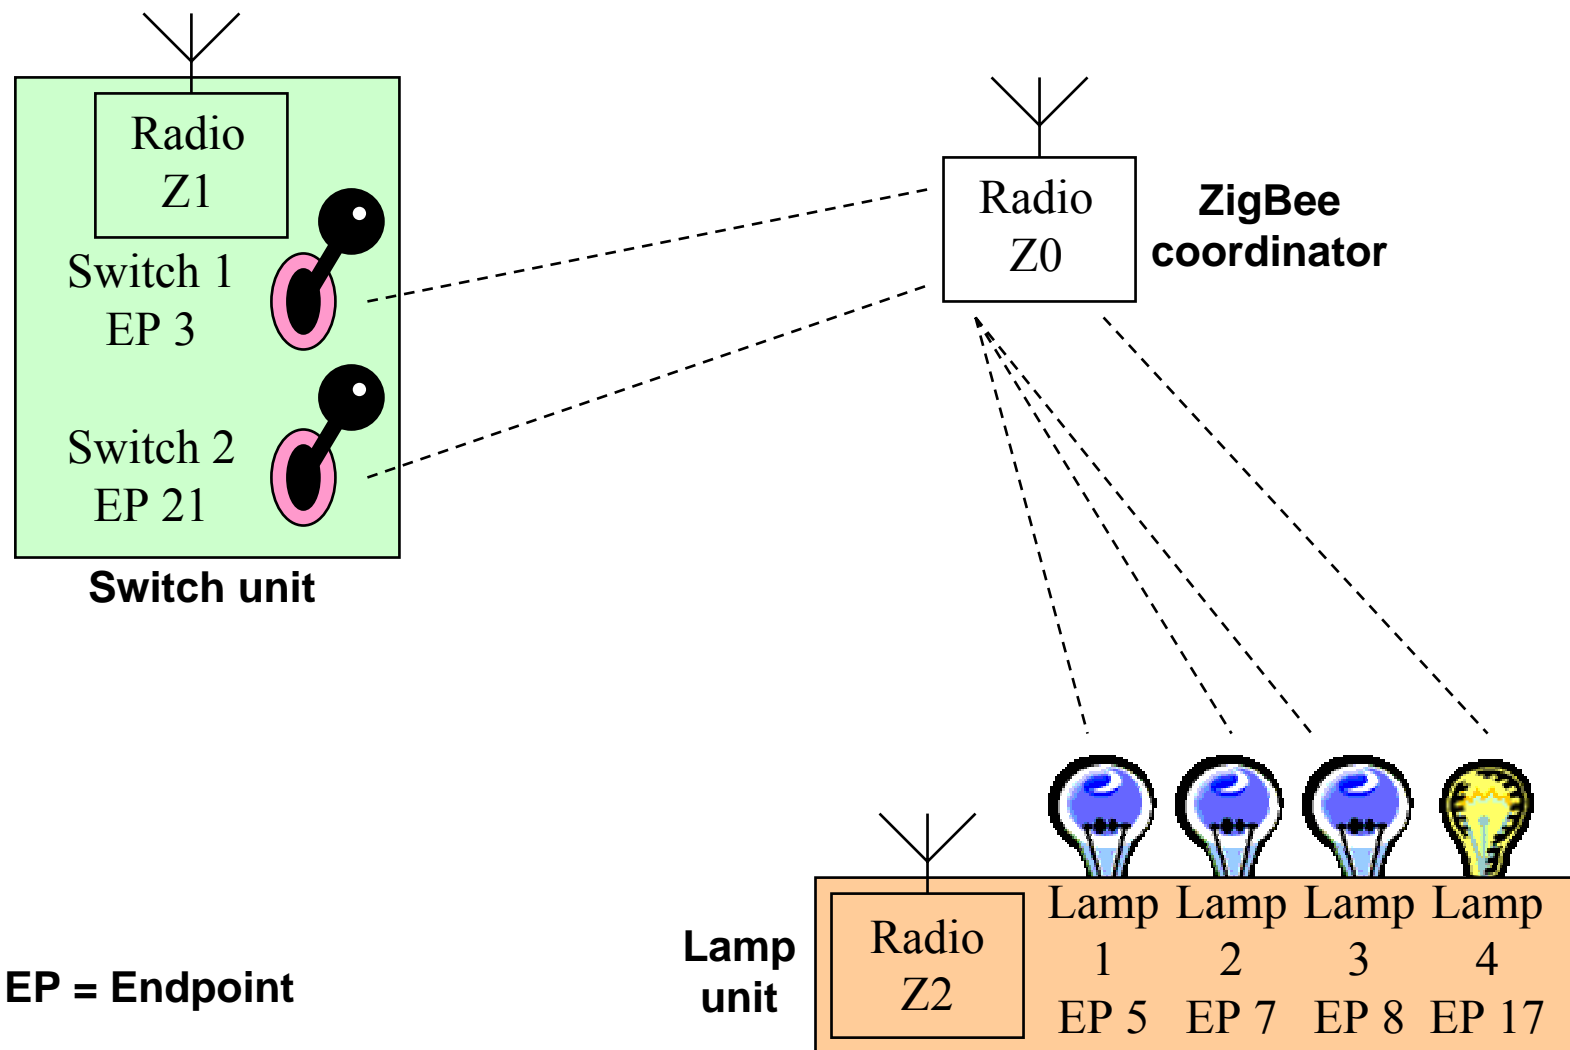 Radio
Z1
Switch 1
EP 3
Switch 2
EP 21
Switch unit
Radio
Z0
ZigBee
coordinator
Lamp
unit
Radio
Z2
Lamp
1
EP 5
Lamp
2
EP 7
Lamp
3
EP 8
Lamp
4
EP 17
EP = Endpoint